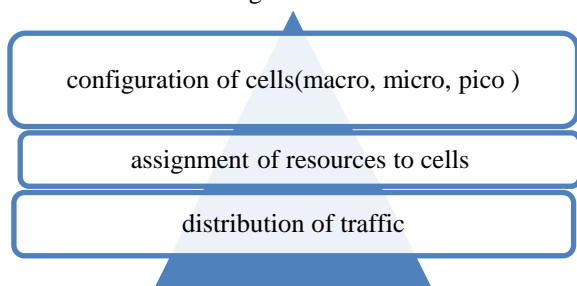 configuration of cells(macro, micro, pico )
assignment of resources to cells
distribution of traffic